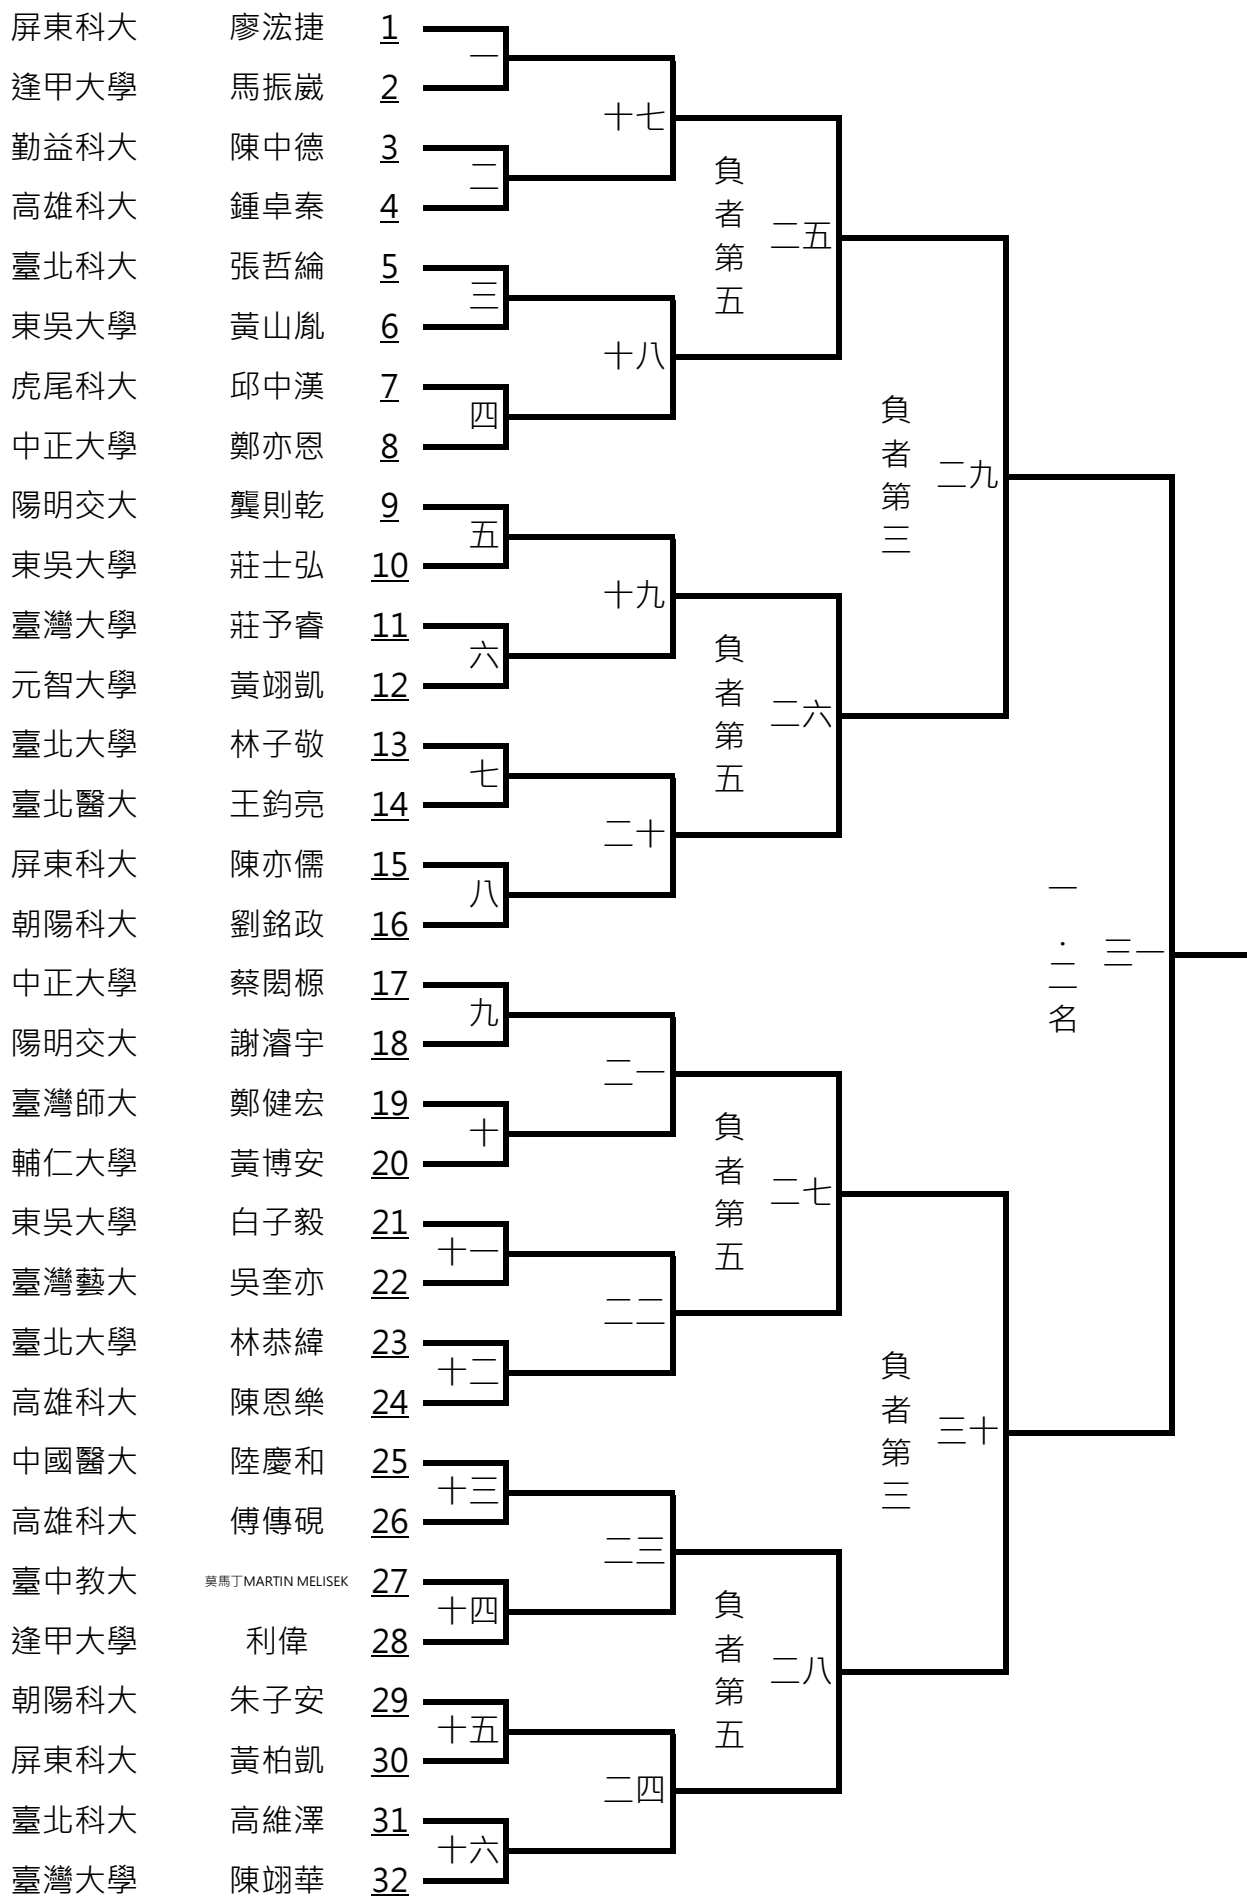 屏東科大 廖浤捷 1
一
逢甲大學 馬振崴 2
十七
勤益科大 陳中德 3
二
高雄科大 鍾卓秦 4
負者第五
二五
臺北科大 張哲綸 5
三
東吳大學 黃山胤 6
十八
虎尾科大 邱中漢 7
四
中正大學 鄭亦恩 8
負者第三
二九
陽明交大 龔則乾 9
五
東吳大學 莊士弘 10
十九
臺灣大學 莊予睿 11
六
元智大學 黃翊凱 12
負者第五
二六
臺北大學 林子敬 13
七
臺北醫大 王鈞亮 14
二十
屏東科大 陳亦儒 15
八
朝陽科大 劉銘政 16
一.二名
三一
中正大學 蔡閎榞 17
九
陽明交大 謝濬宇 18
二一
臺灣師大 鄭健宏 19
十
輔仁大學 黃博安 20
負者第五
二七
東吳大學 白子毅 21
十一
臺灣藝大 吳奎亦 22
二二
臺北大學 林恭緯 23
十二
高雄科大 陳恩樂 24
負者第三
三十
中國醫大 陸慶和 25
十三
高雄科大 傅傳硯 26
二三
臺中教大 莫馬丁MARTIN MELISEK 27
十四
逢甲大學 利偉 28
負者第五
二八
朝陽科大 朱子安 29
十五
屏東科大 黃柏凱 30
二四
臺北科大 高維澤 31
十六
臺灣大學 陳翊華 32